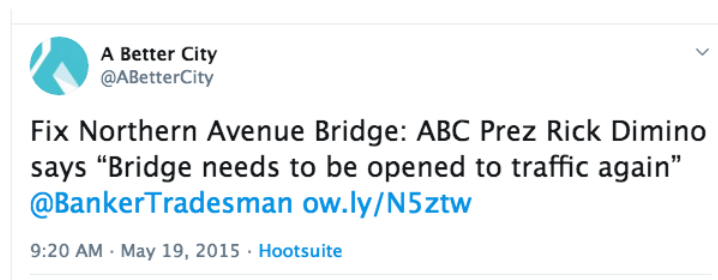 A Better City
@ABetterCity
Fix Northern Avenue Bridge: ABC Prez Rick Dimino
says “Bridge needs to be opened to traffic again”
@BankerTradesman ow.ly/N5ztw
9:20 AM · May 19, 2015 · Hootsuite